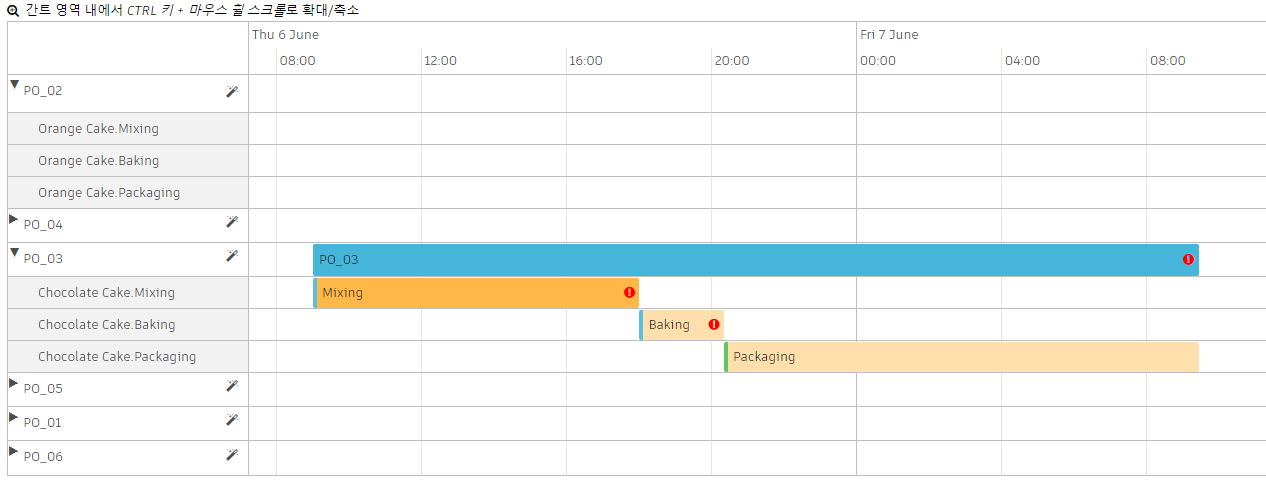 간트 영역 내에서 CTRL 키 + 마우스 휠 스크롤로 확대/축소
Thu 6 June
Fri 7 June
08:00 12:00 16:00 20:00 00:00 04:00 08:00
PO_02
Orange Cake.Mixing
Orange Cake.Baking
Orange Cake.Packaging
PO_04
PO_03 PO_03
Chocolate Cake.Mixing Mixing
Chocolate Cake.Baking Baking
Chocolate Cake.Packaging Packaging
PO_05
PO_01
PO_06